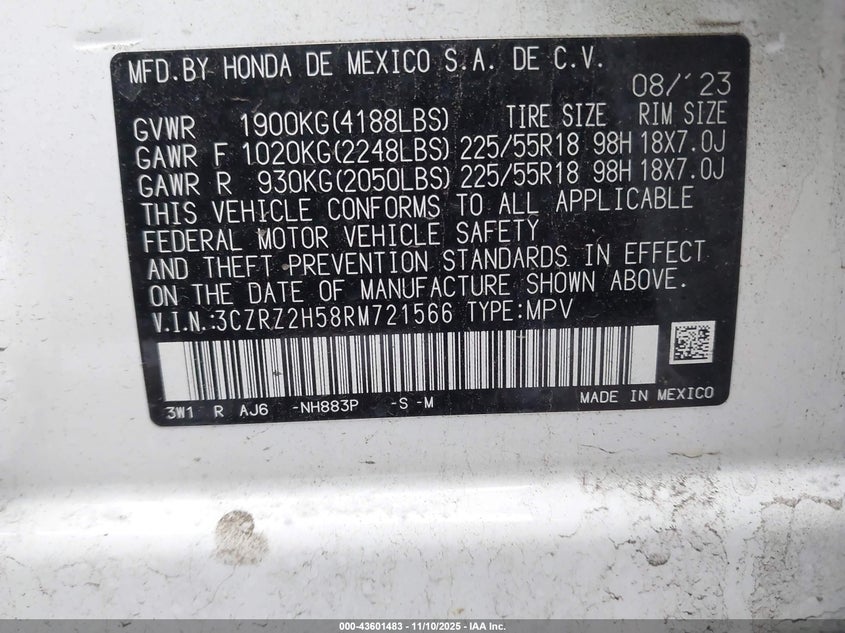 MFD.BY HONDA DE MEXICO S.A. DE C.V.
08/'23
GVWR 1900KG(4188LBS) TIRE SIZE RIM SIZE
GAWR F 1020KG(2248LBS) 225/55R18 98H 18X7.0J
GAWR R 930KG(2050LBS) 225/55R18 98H 18X7.0J
THIS VEHICLE CONFORMS TO ALL APPLICABLE
FEDERAL MOTOR VEHICLE SAFETY
AND THEFT PREVENTION STANDARDS IN EFFECT
ON THE DATE OF MANUFACTURE SHOWN ABOVE.
V.I.N.:3CZRZ2H58RM721566 TYPE:MPV
3W1 R AJ6 -NH883P -S -M MADE IN MEXICO
000-43601483 - 11/10/2025 - IAA Inc.